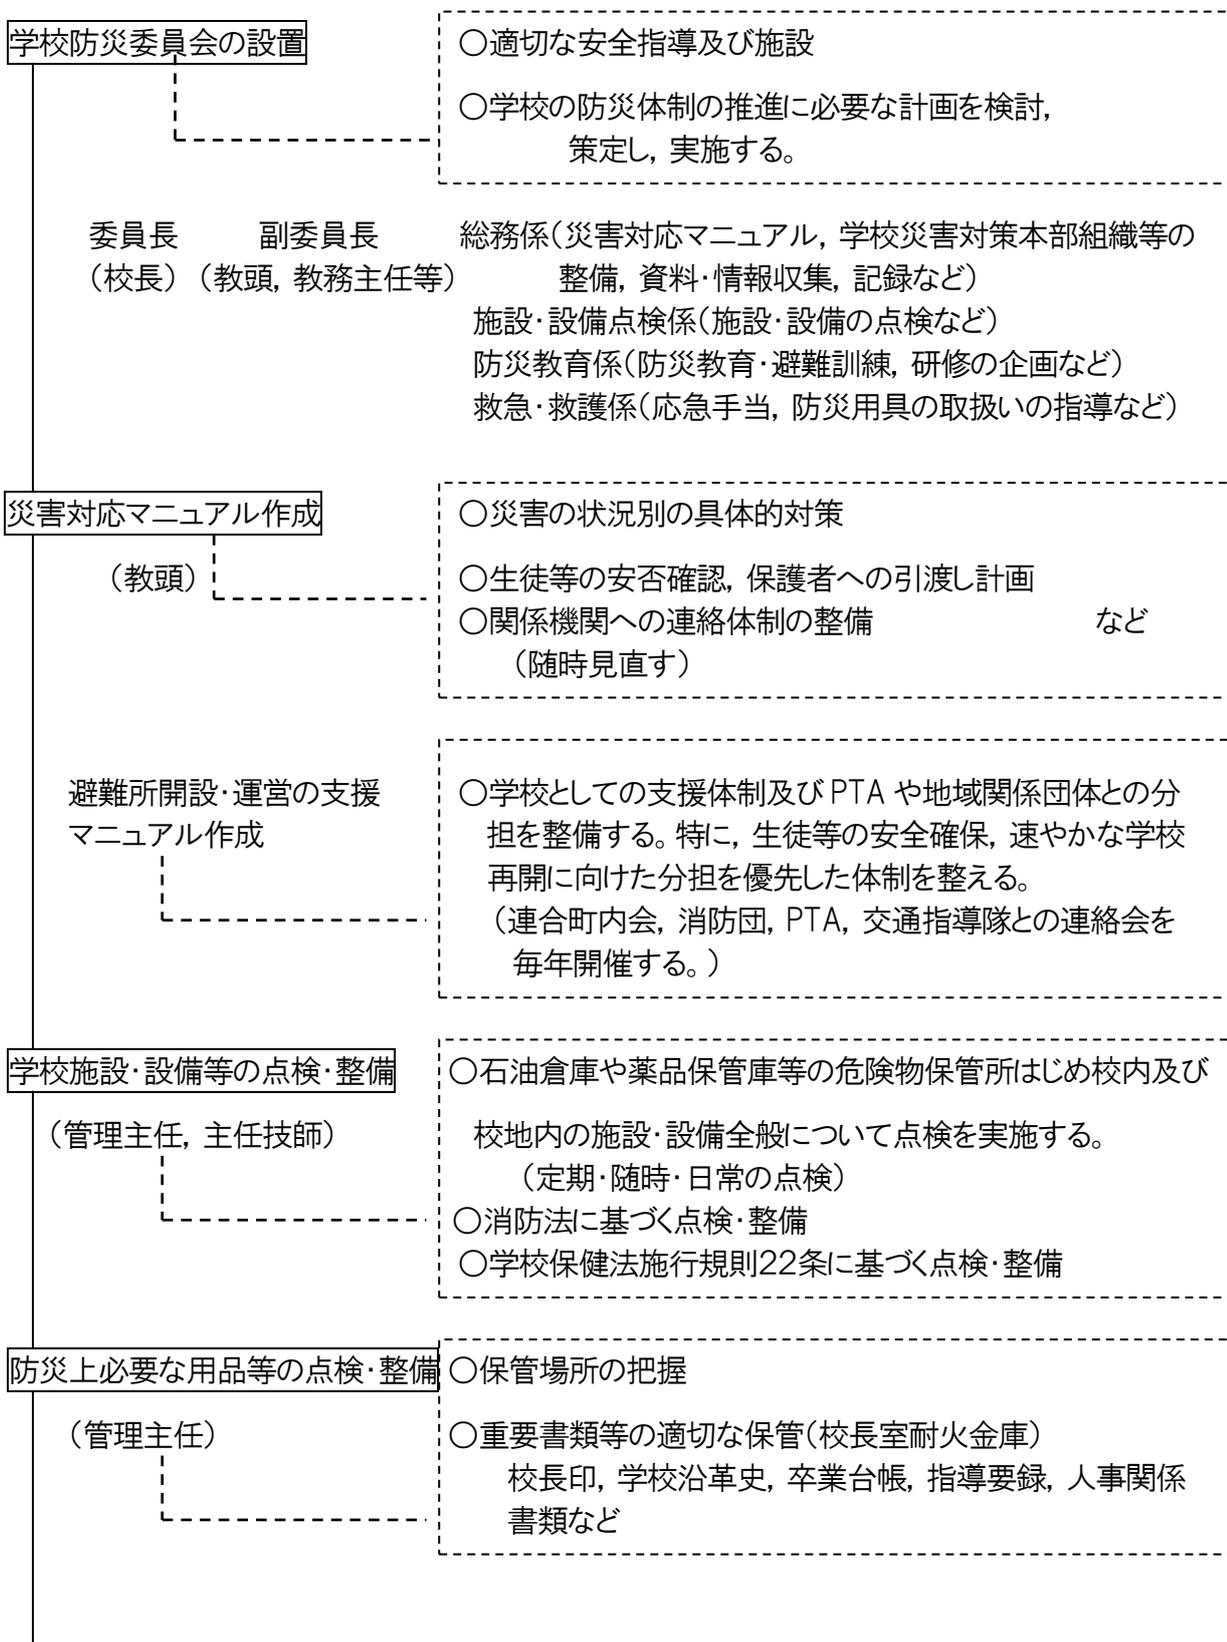 学校防災委員会の設置
○適切な安全指導及び施設
○学校の防災体制の推進に必要な計画を検討,
策定し,実施する。
委員長 副委員長 総務係(災害対応マニュアル,学校災害対策本部組織等の
(校長)(教頭,教務主任等) 整備,資料・情報収集,記録など)
施設・設備点検係(施設・設備の点検など)
防災教育係(防災教育・避難訓練,研修の企画など)
救急・救護係(応急手当,防災用具の取扱いの指導など)
災害対応マニュアル作成
(教頭)
○災害の状況別の具体的対策
○生徒等の安否確認,保護者への引渡し計画
○関係機関への連絡体制の整備 など
(随時見直す)
避難所開設・運営の支援
マニュアル作成
○学校としての支援体制及びPTAや地域関係団体との分
担を整備する。特に,生徒等の安全確保,速やかな学校
再開に向けた分担を優先した体制を整える。
(連合町内会,消防団,PTA,交通指導隊との連絡会を
毎年開催する。)
学校施設・設備等の点検・整備
(管理主任,主任技師)
○石油倉庫や薬品保管庫等の危険物保管所はじめ校内及び
校地内の施設・設備全般について点検を実施する。
(定期・随時・日常の点検)
○消防法に基づく点検・整備
○学校保健法施行規則22条に基づく点検・整備
防災上必要な用品等の点検・整備
(管理主任)
○保管場所の把握
○重要書類等の適切な保管(校長室耐火金庫)
校長印,学校沿革史,卒業台帳,指導要録,人事関係
書類など